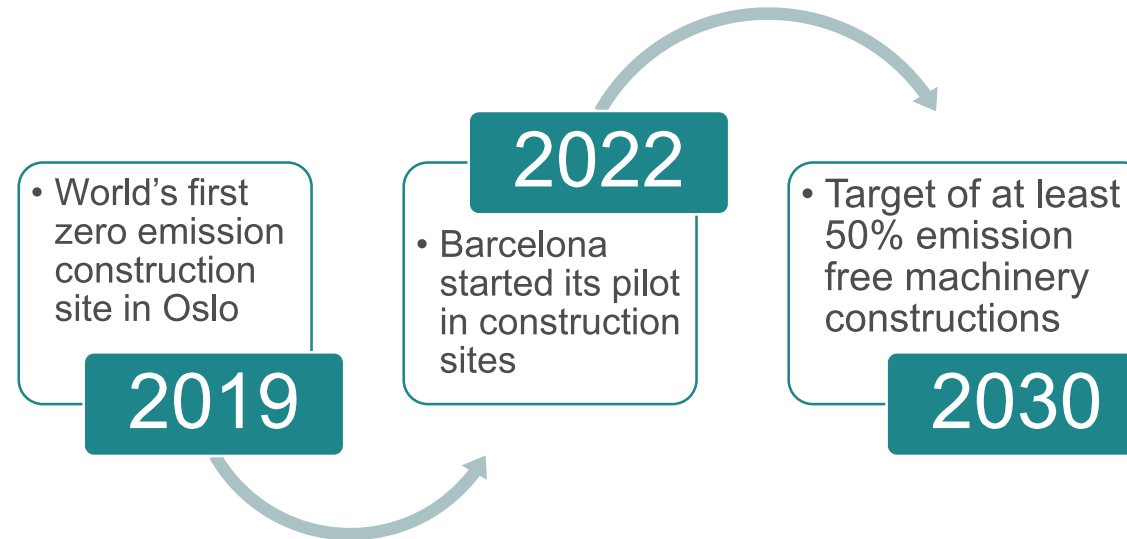 • World’s first
zero emission
construction
site in Oslo
2019
2022
• Barcelona
started its pilot
in construction
sites
• Target of at least
50% emission
free machinery
constructions
2030